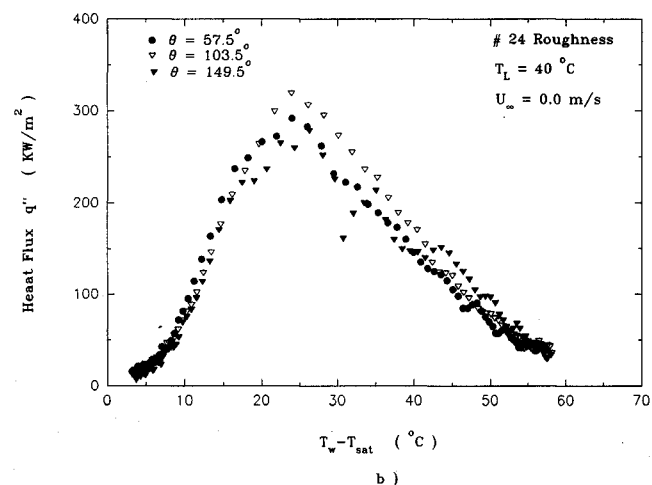 400
300
200
100
0
Heaat Flux q" ( KW/m²
)
● θ = 57.5°
▽ θ = 103.5°
▼ θ = 149.5°
# 24 Roughness
T_L = 40 °C
U_∞ = 0.0 m/s
0 10 20 30 40 50 60 70
T_w-T_sat ( °C)
b )